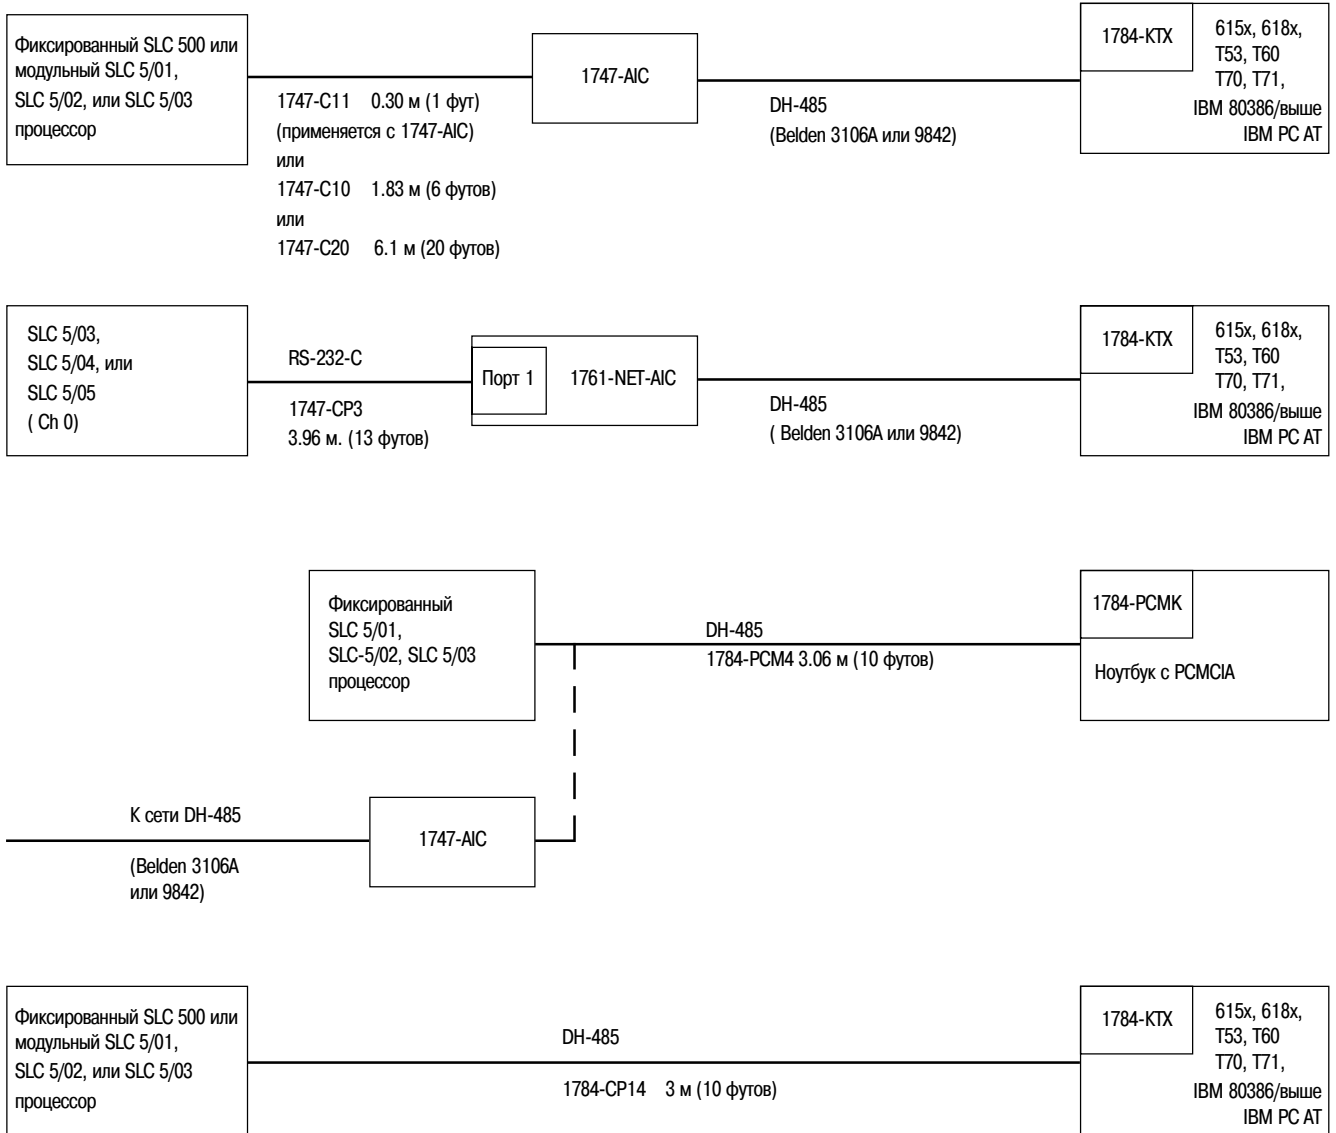 Фиксированный SLC 500 или
модульный SLC 5/01,
SLC 5/02, или SLC 5/03
процессор
1747-C11 0.30 м (1 фут)
(применяется с 1747-AIC)
или
1747-C10 1.83 м (6 футов)
или
1747-C20 6.1 м (20 футов)
1747-AIC
DH-485
(Belden 3106A или 9842)
1784-KTX
615x, 618x,
T53, T60
T70, T71,
IBM 80386/выше
IBM PC AT
SLC 5/03,
SLC 5/04, или
SLC 5/05
( Ch 0)
RS-232-C
1747-CP3
3.96 м. (13 футов)
Порт 1
1761-NET-AIC
DH-485
( Belden 3106A или 9842)
1784-KTX
615x, 618x,
T53, T60
T70, T71,
IBM 80386/выше
IBM PC AT
Фиксированный
SLC 5/01,
SLC-5/02, SLC 5/03
процессор
DH-485
1784-PCM4 3.06 м (10 футов)
1784-PCMK
Ноутбук с PCMCIA
К сети DH-485
(Belden 3106A
или 9842)
1747-AIC
Фиксированный SLC 500 или
модульный SLC 5/01,
SLC 5/02, или SLC 5/03
процессор
DH-485
1784-CP14 3 м (10 футов)
1784-KTX
615x, 618x,
T53, T60
T70, T71,
IBM 80386/выше
IBM PC AT